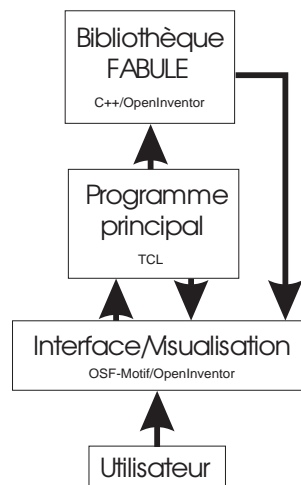 Bibliothèque
FABULE
C++/OpenInventor
Programme
principal
TCL
Interface/Visualisation
OSF-Motif/OpenInventor
Utilisateur